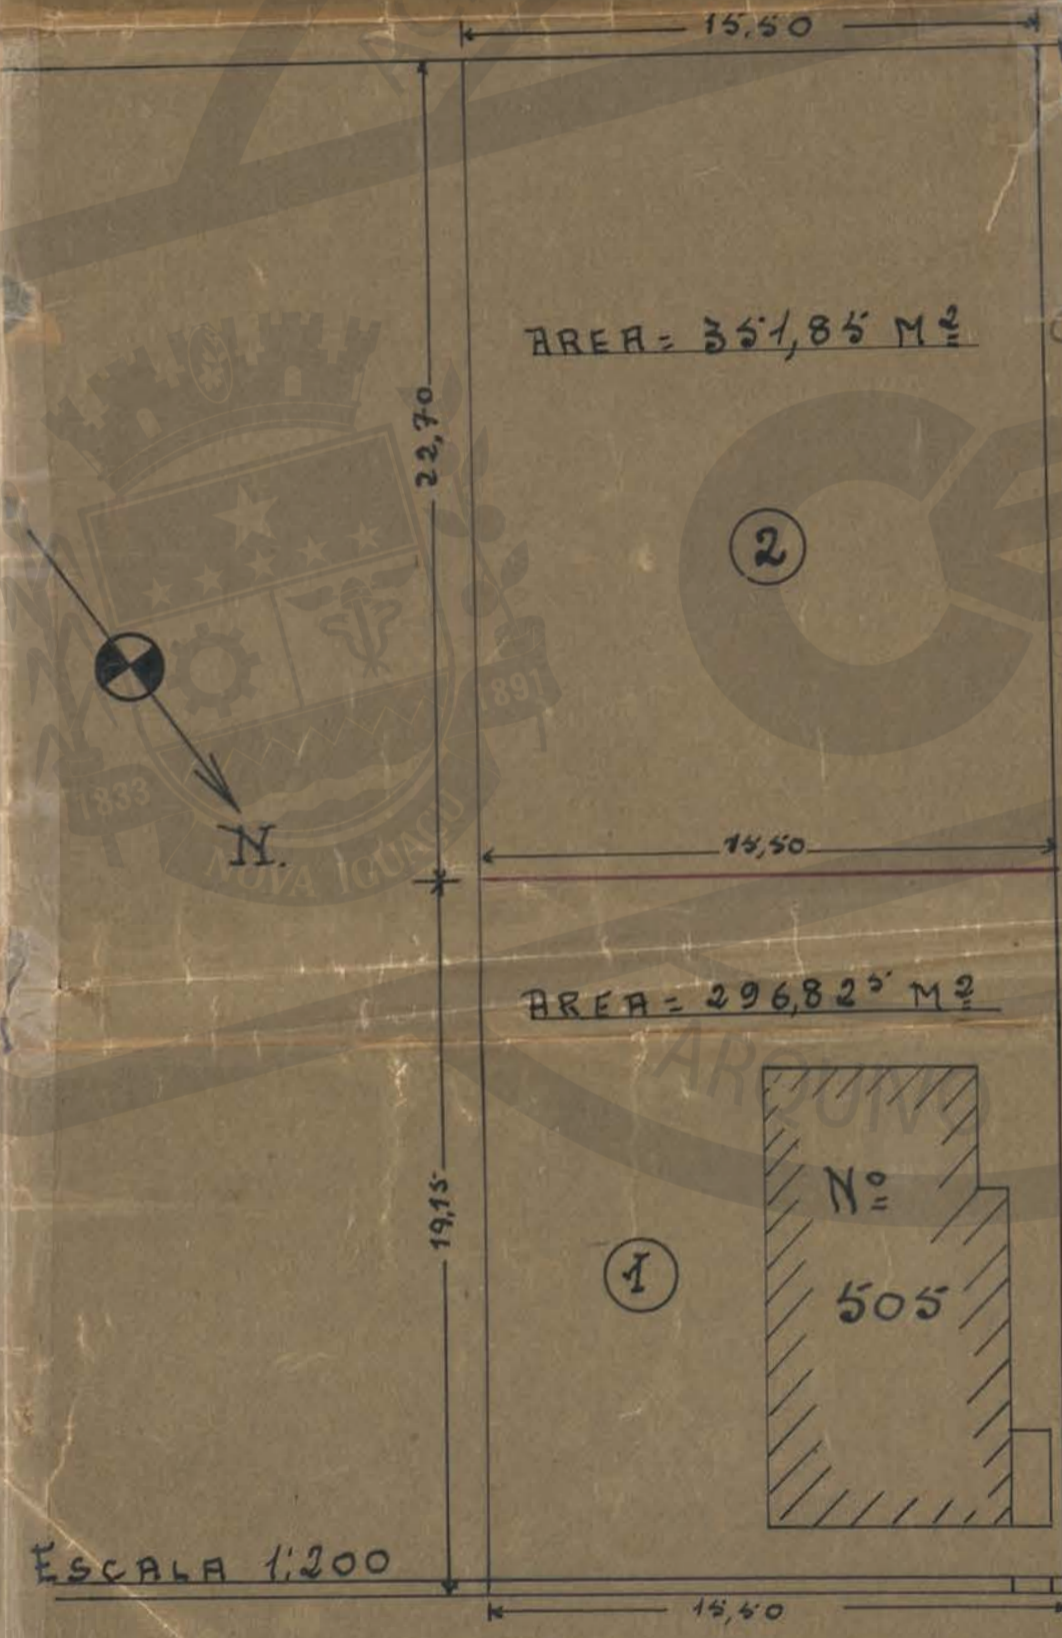 15,50
AREA = 351,85 M²
22,70
2
1891
1833
N.
NOVA IGUAÇU
15,50
AREA = 296,825 M²
ARQUIVO
Nº
19,15
1
505
ESCALA 1:200
15,50